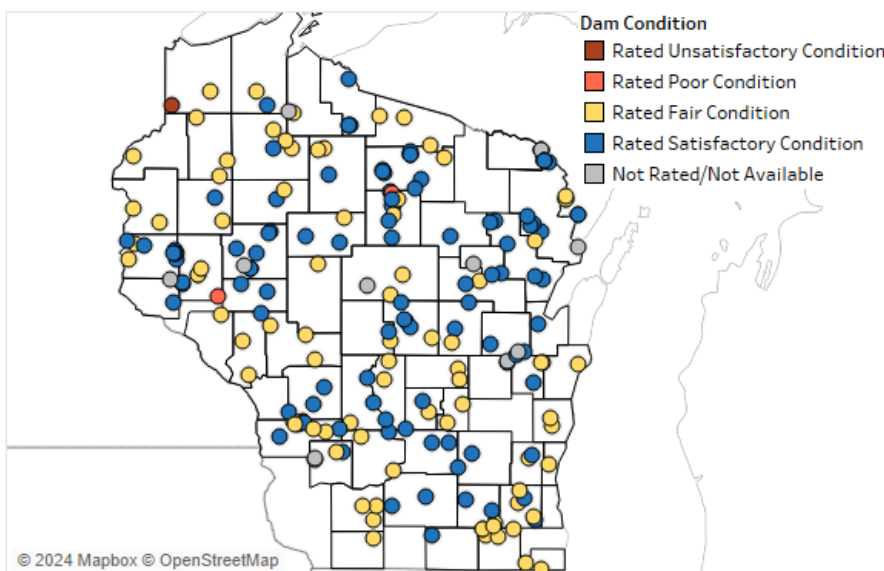 Dam Condition
Rated Unsatisfactory Condition
Rated Poor Condition
Rated Fair Condition
Rated Satisfactory Condition
Not Rated/Not Available
© 2024 Mapbox © OpenStreetMap